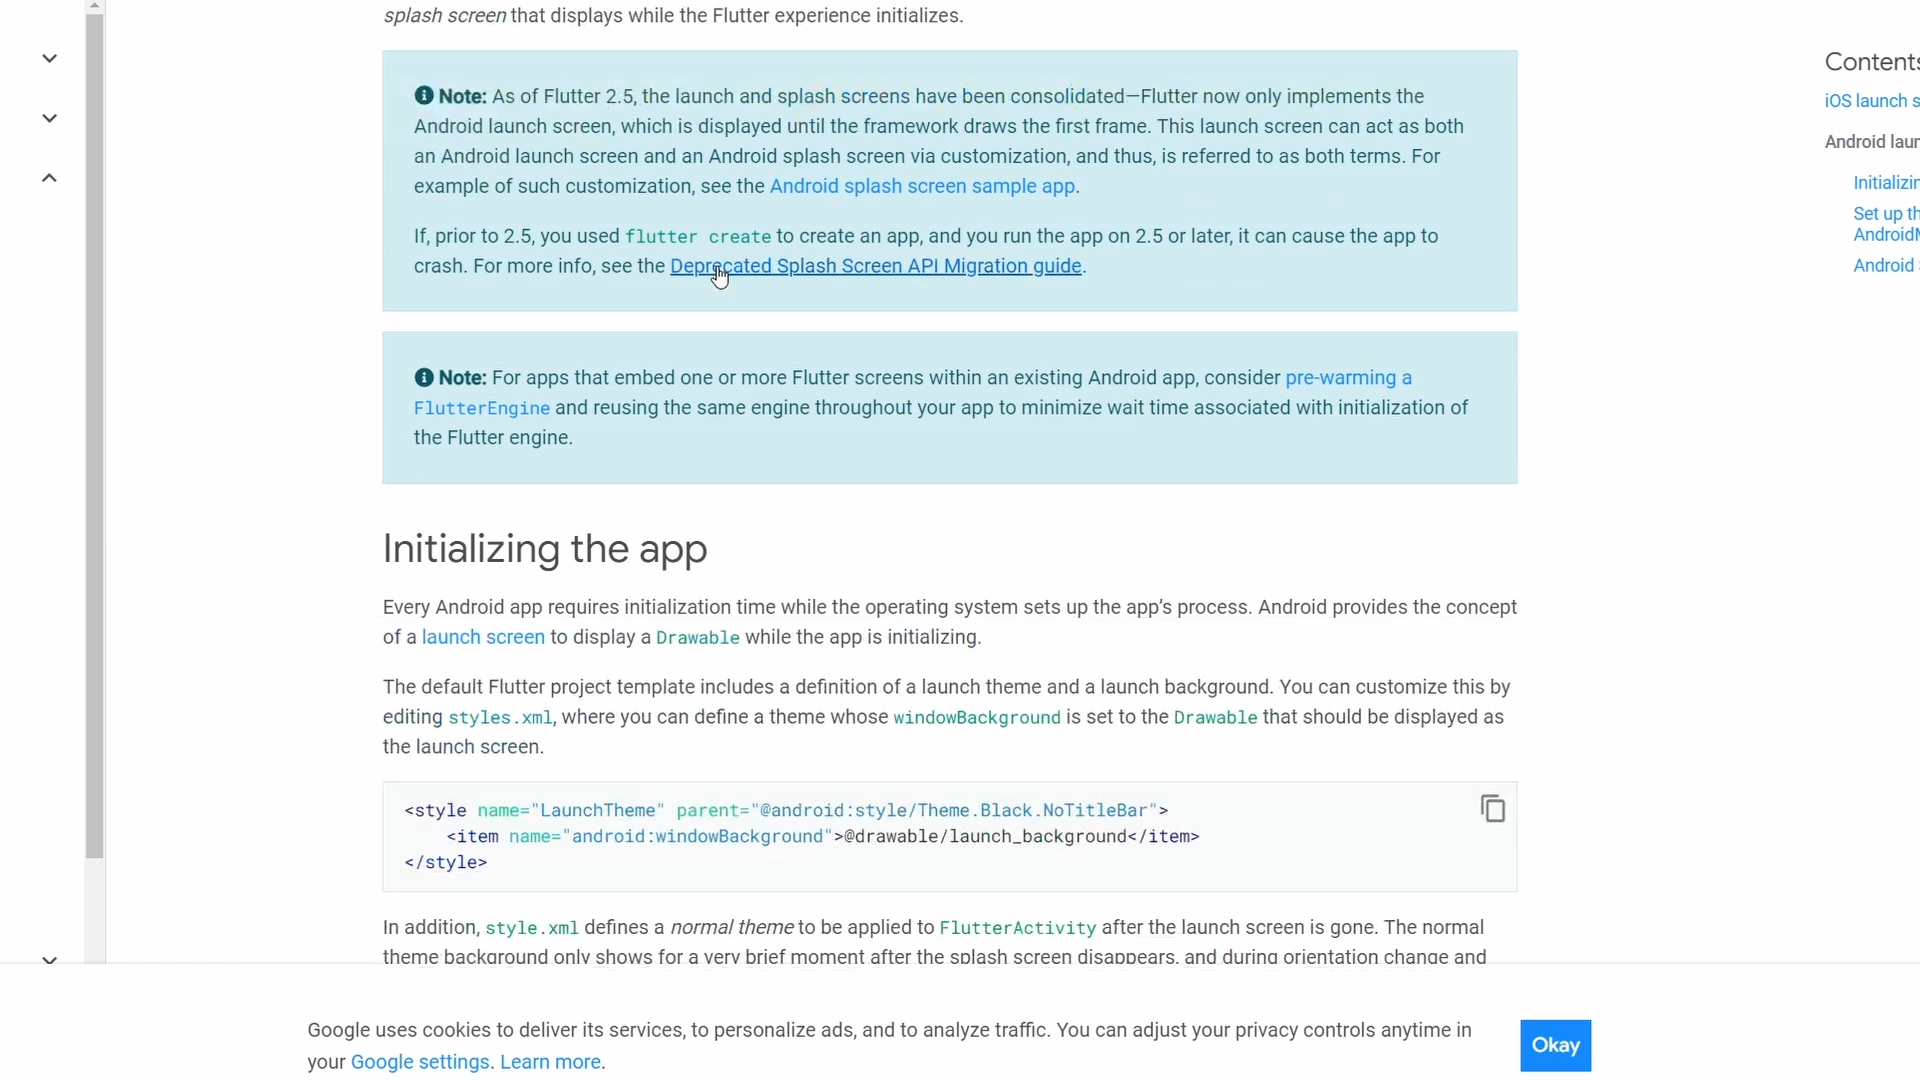 splash screen that displays while the Flutter experience initializes.
Note: As of Flutter 2.5, the launch and splash screens have been consolidated—Flutter now only implements the
Android launch screen, which is displayed until the framework draws the first frame. This launch screen can act as both
an Android launch screen and an Android splash screen via customization, and thus, is referred to as both terms. For
example of such customization, see the Android splash screen sample app.
If, prior to 2.5, you used flutter create to create an app, and you run the app on 2.5 or later, it can cause the app to
crash. For more info, see the Deprecated Splash Screen API Migration guide.
Note: For apps that embed one or more Flutter screens within an existing Android app, consider pre-warming a
FlutterEngine and reusing the same engine throughout your app to minimize wait time associated with initialization of
the Flutter engine.
Initializing the app
Every Android app requires initialization time while the operating system sets up the app’s process. Android provides the concept
of a launch screen to display a Drawable while the app is initializing.
The default Flutter project template includes a definition of a launch theme and a launch background. You can customize this by
editing styles.xml, where you can define a theme whose windowBackground is set to the Drawable that should be displayed as
the launch screen.
<style name="LaunchTheme" parent="@android:style/Theme.Black.NoTitleBar">
<item name="android:windowBackground">@drawable/launch_background</item>
</style>
In addition, style.xml defines a normal theme to be applied to FlutterActivity after the launch screen is gone. The normal
theme background only shows for a very brief moment after the splash screen disappears, and during orientation change and
Contents
iOS launch s
Android laun
Initializin
Set up th
AndroidM
Android
Google uses cookies to deliver its services, to personalize ads, and to analyze traffic. You can adjust your privacy controls anytime in
your Google settings. Learn more.
Okay